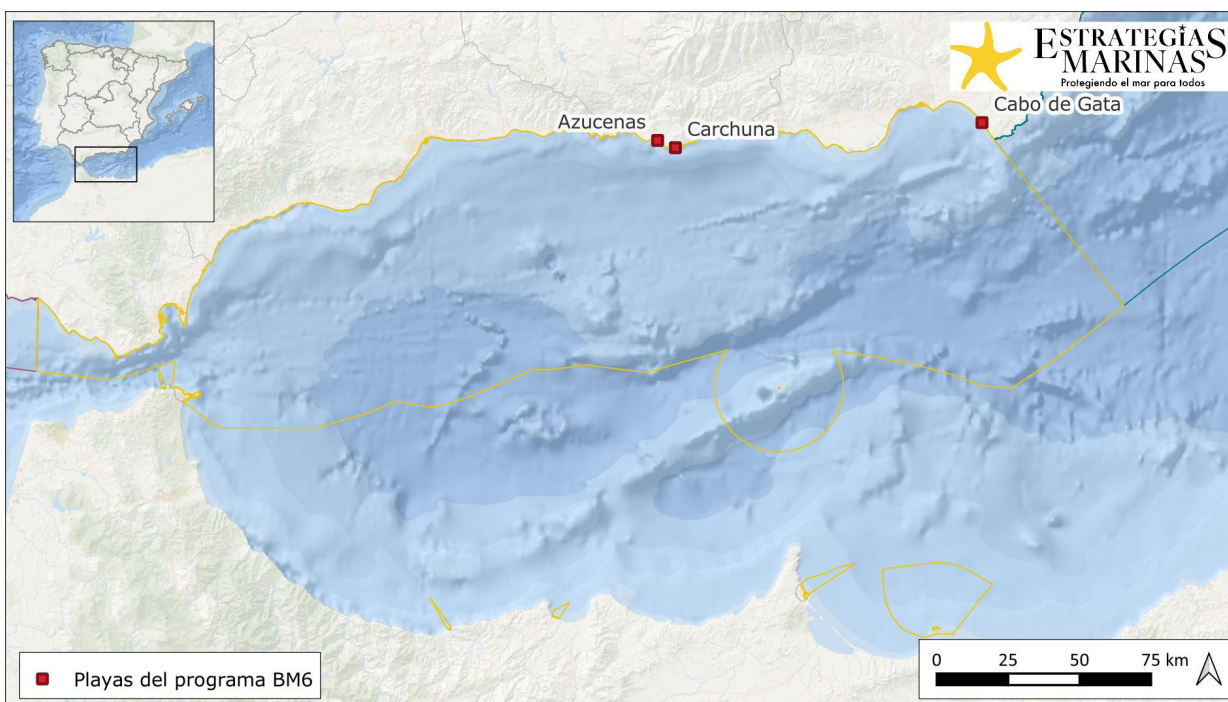 ESTRATEGIAS
MARINAS
Protegiendo el mar para todos
Cabo de Gata
Azucenas
Carchuna
Playas del programa BM6
0 25 50 75 km